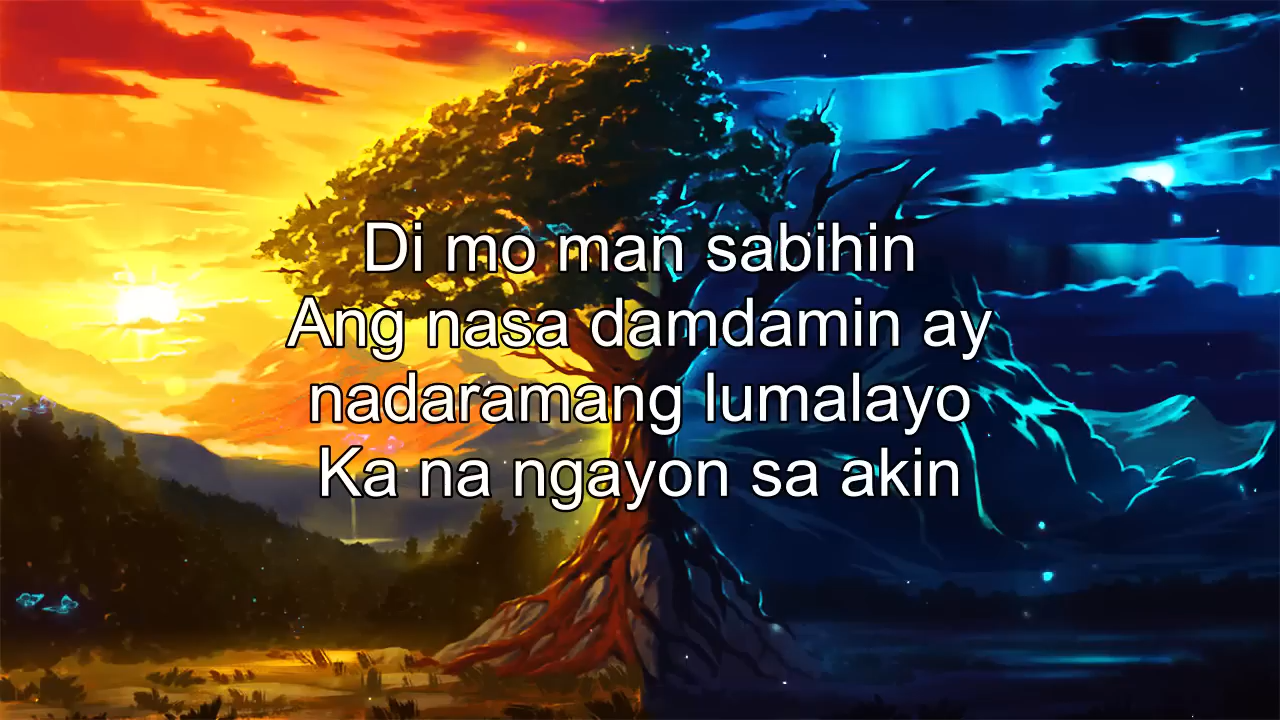 Di mo man sabihin
Ang nasa damdamin ay
nadaramang lumalayo
Ka na ngayon sa akin